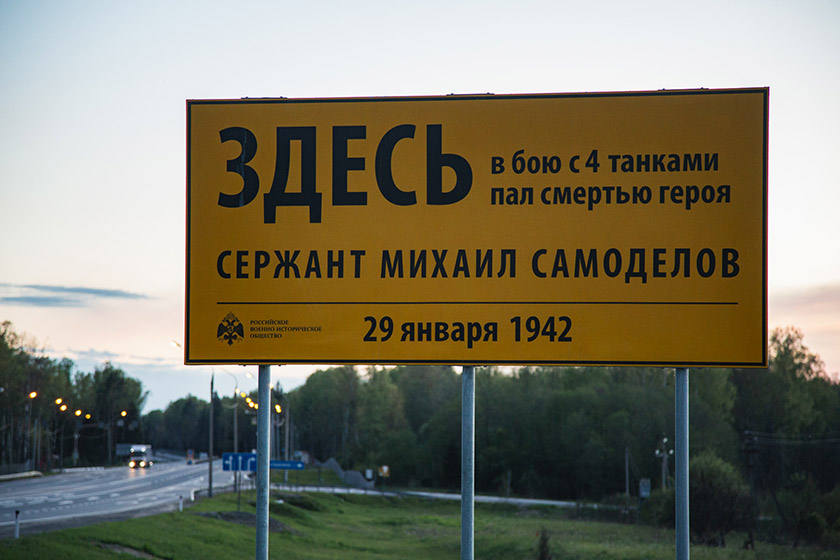 ЗДЕСЬ
в бою с 4 танками
пал смертью героя
СЕРЖАНТ МИХАИЛ САМОДЕЛОВ
РОССИЙСКОЕ
ВОЕННО-ИСТОРИЧЕСКОЕ
ОБЩЕСТВО
29 января 1942